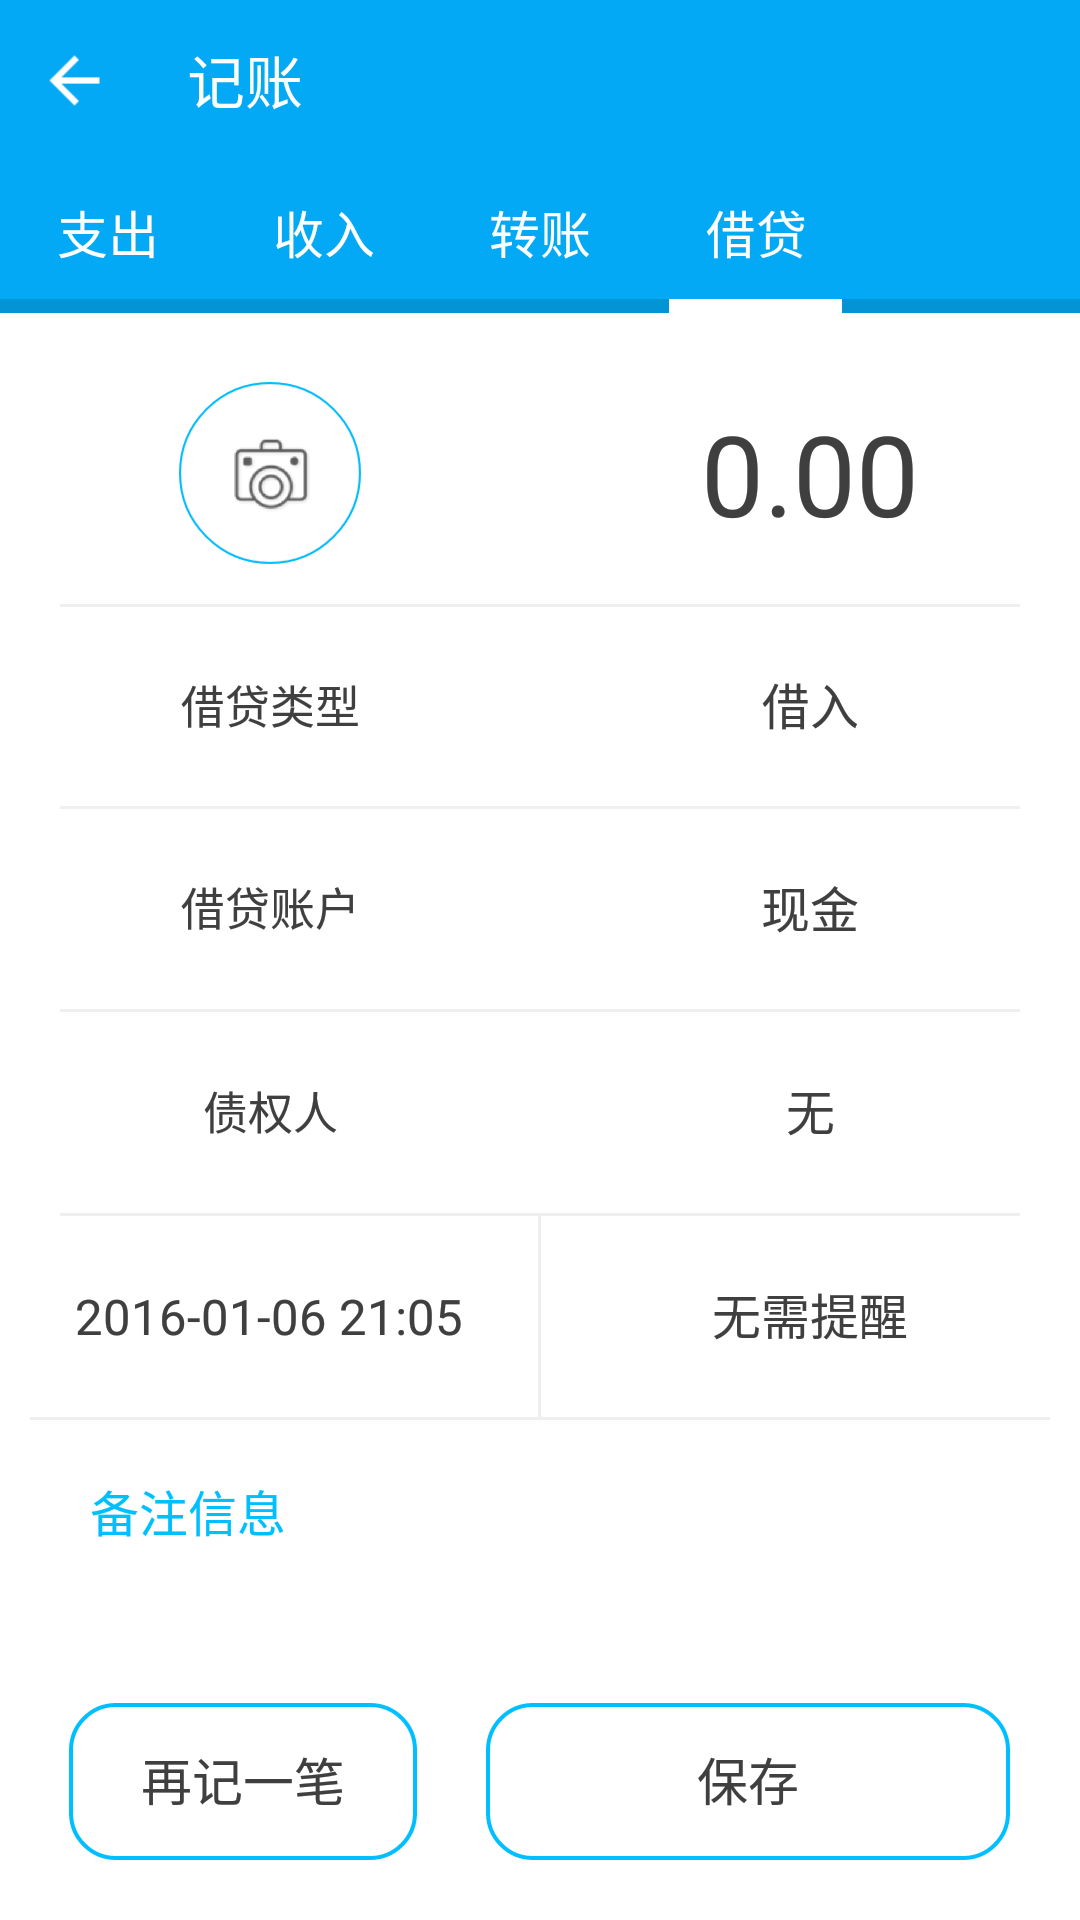 记账
支出 收入 转账 借贷
0.00
借贷类型 借入
借贷账户 现金
债权人 无
2016-01-06 21:05 无需提醒
备注信息
再记一笔 保存